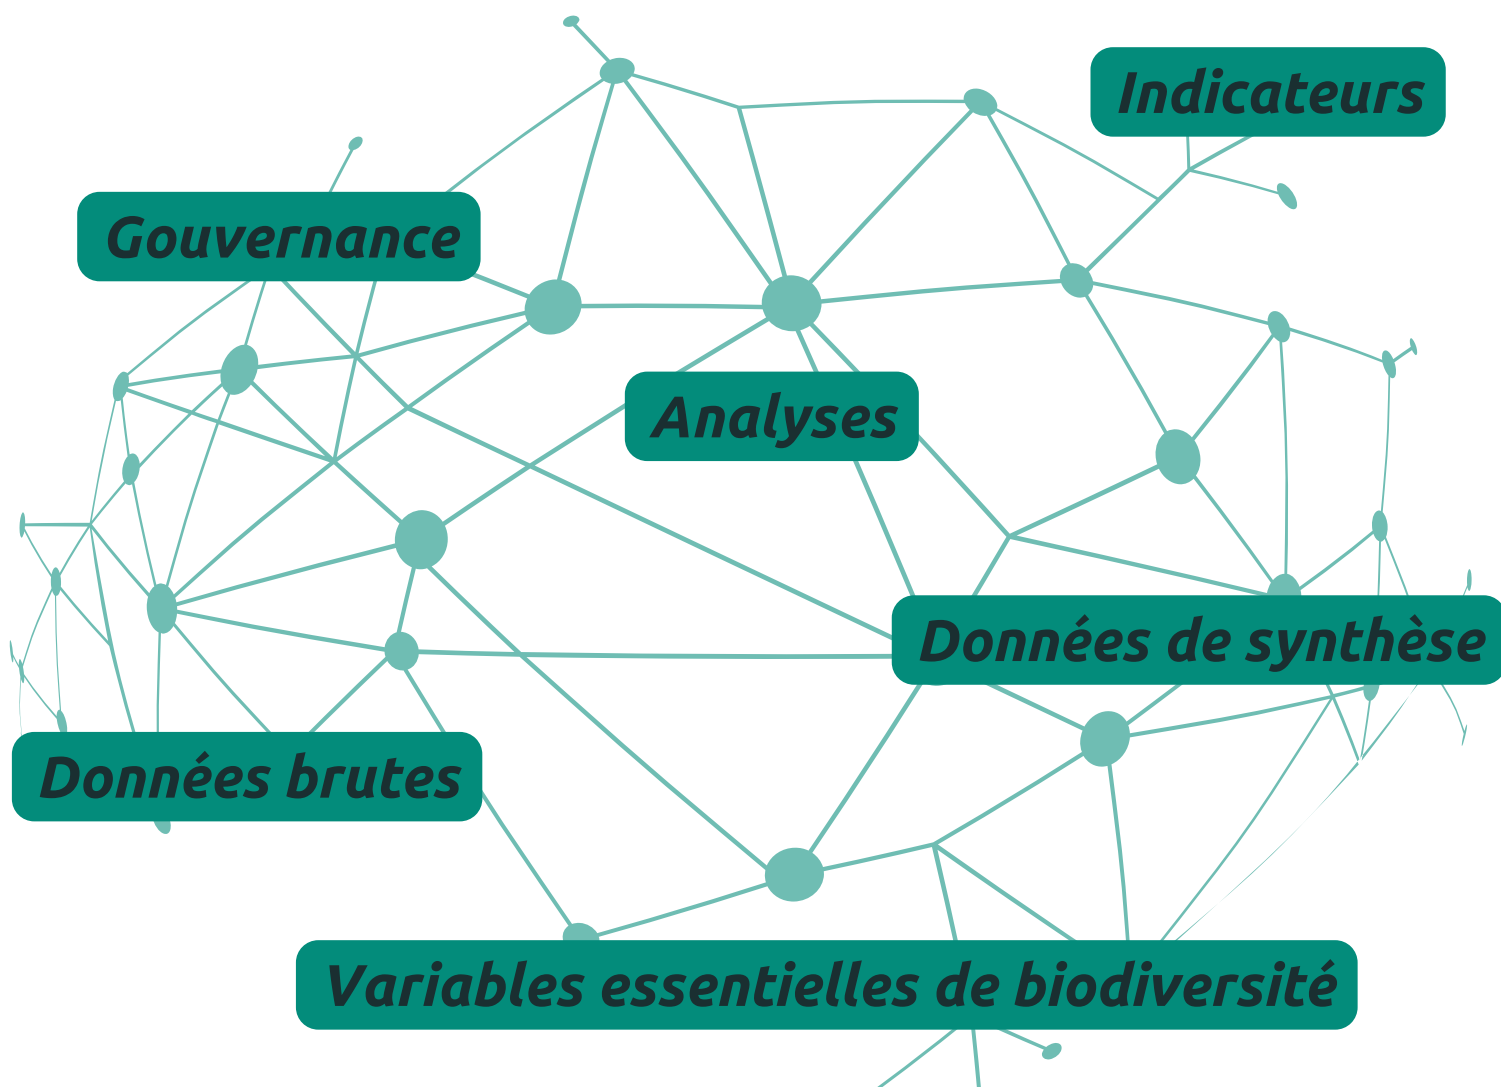 Indicateurs
Gouvernance
Analyses
Données de synthèse
Données brutes
Variables essentielles de biodiversité